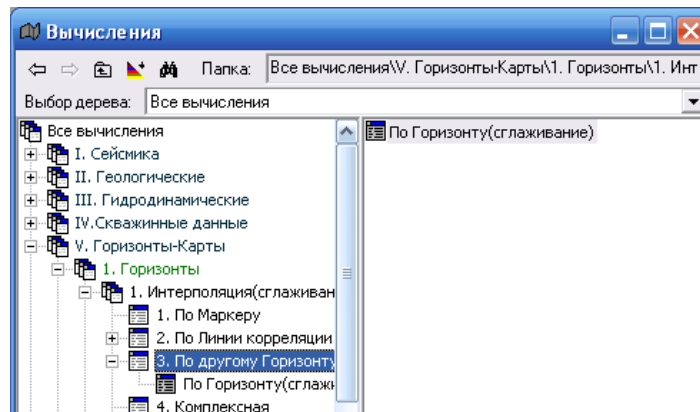 Вычисления
Папка: Все вычисления\V. Горизонты-Карты\1. Горизонты\1. Инт
Выбор дерева: Все вычисления
Все вычисления
I. Сейсмика
II. Геологические
III. Гидродинамические
IV.Скважинные данные
V. Горизонты-Карты
1. Горизонты
1. Интерполяция(сглаживан
1. По Маркеру
2. По Линии корреляции
3. По другому Горизонту
По Горизонту(сглаж
4. Комплексная
По Горизонту(сглаживание)